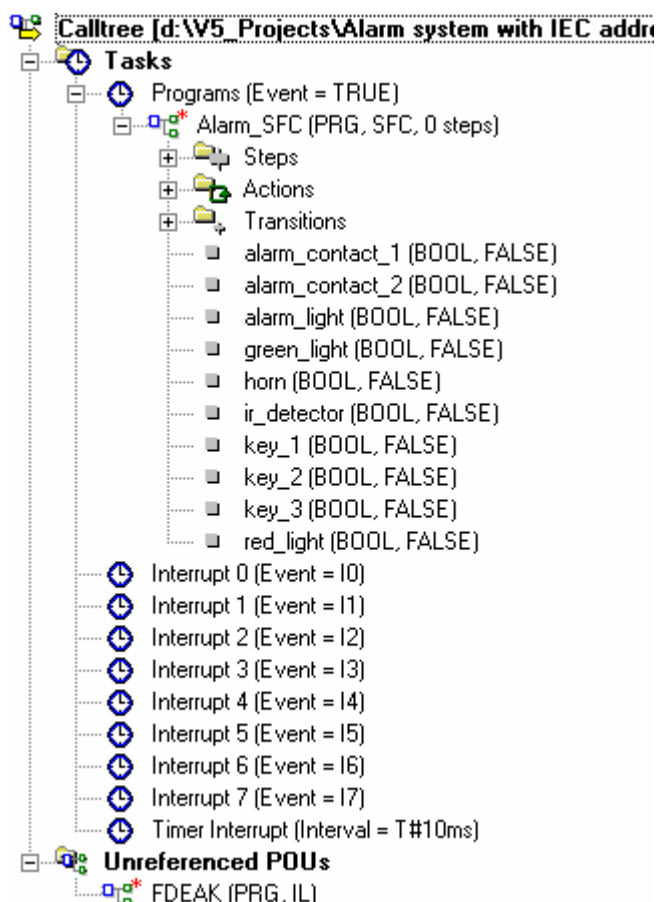 Calltree [d:\V5_Projects\Alarm system with IEC addre
Tasks
Programs (Event = TRUE)
Alarm_SFC (PRG, SFC, 0 steps)
Steps
Actions
Transitions
alarm_contact_1 (BOOL, FALSE)
alarm_contact_2 (BOOL, FALSE)
alarm_light (BOOL, FALSE)
green_light (BOOL, FALSE)
horn (BOOL, FALSE)
ir_detector (BOOL, FALSE)
key_1 (BOOL, FALSE)
key_2 (BOOL, FALSE)
key_3 (BOOL, FALSE)
red_light (BOOL, FALSE)
Interrupt 0 (Event = I0)
Interrupt 1 (Event = I1)
Interrupt 2 (Event = I2)
Interrupt 3 (Event = I3)
Interrupt 4 (Event = I4)
Interrupt 5 (Event = I5)
Interrupt 6 (Event = I6)
Interrupt 7 (Event = I7)
Timer Interrupt (Interval = T#10ms)
Unreferenced POUs
FDEAK (PRG, IL)